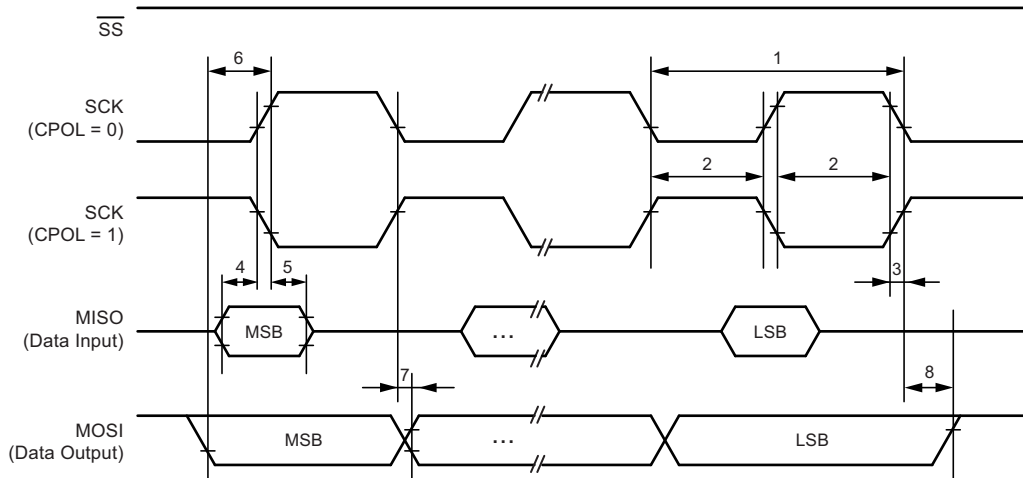 SS
6
1
SCK
(CPOL = 0)
2
2
SCK
(CPOL = 1)
4
5
3
MISO
(Data Input)
MSB
...
LSB
7
8
MOSI
(Data Output)
MSB
...
LSB